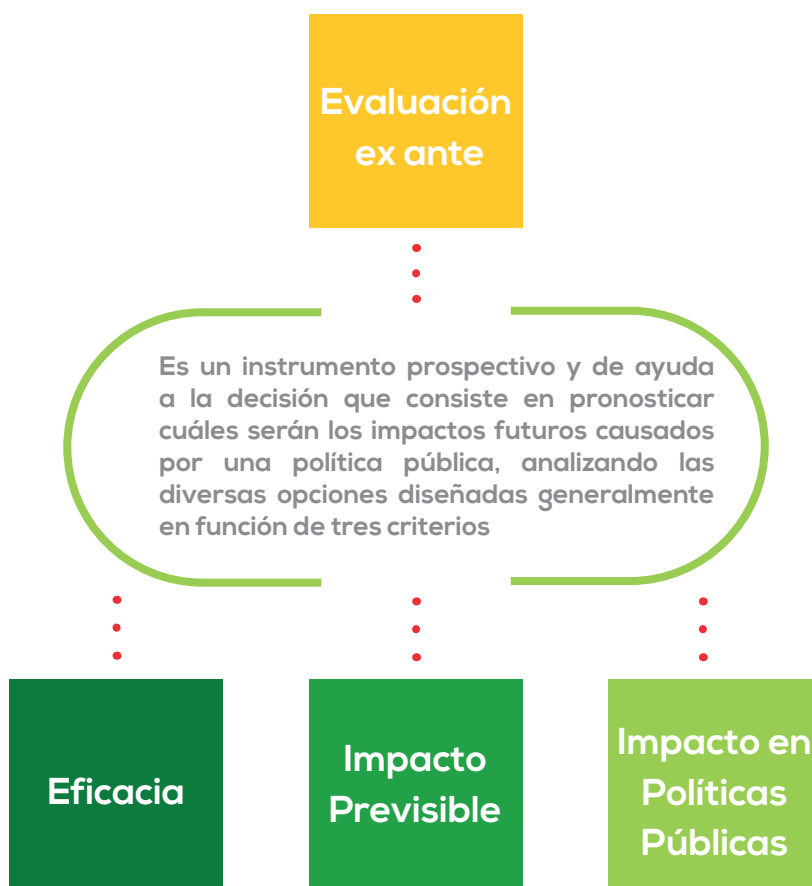 Evaluación
ex ante
Es un instrumento prospectivo y de ayuda
a la decisión que consiste en pronosticar
cuáles serán los impactos futuros causados
por una política pública, analizando las
diversas opciones diseñadas generalmente
en función de tres criterios
Eficacia
Impacto
Previsible
Impacto en
Políticas
Públicas